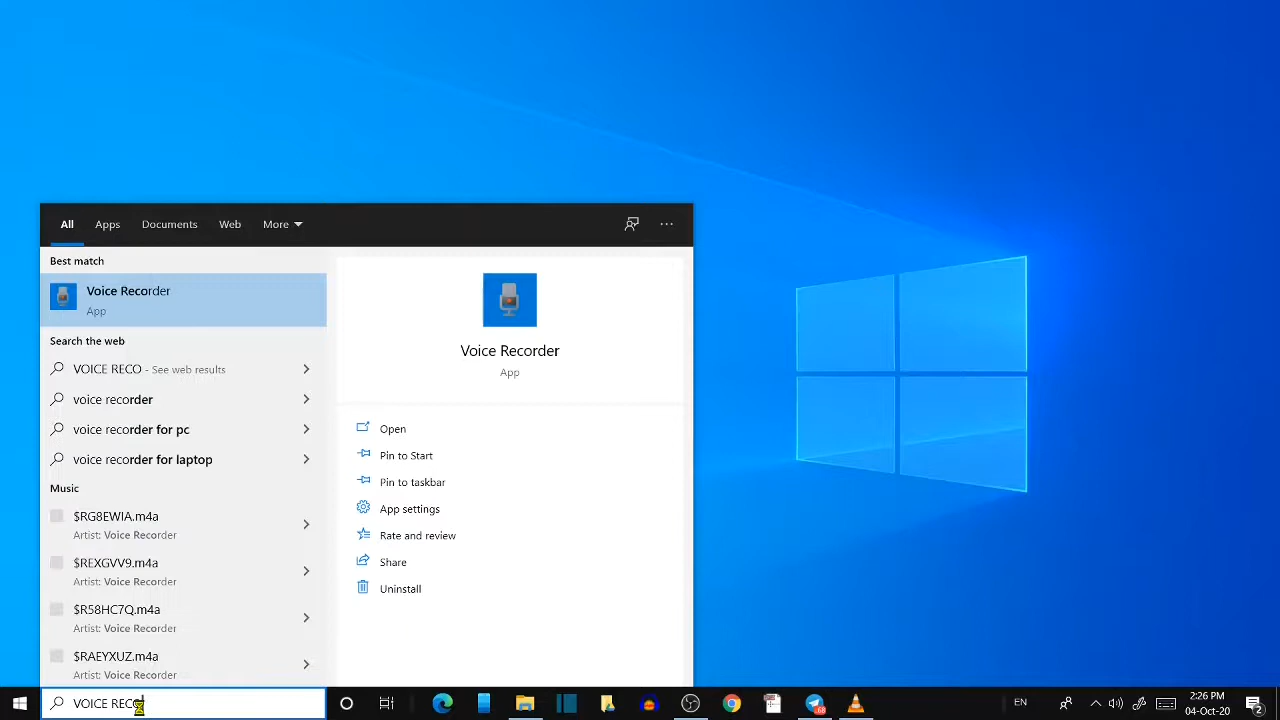 All Apps Documents Web More
Best match
Voice Recorder
App
Search the web
VOICE RECO - See web results
voice recorder
voice recorder for pc
voice recorder for laptop
Music
$RG8EWIA.m4a
Artist: Voice Recorder
$REXGVV9.m4a
Artist: Voice Recorder
$R58HC7Q.m4a
Artist: Voice Recorder
$RAEYXUZ.m4a
Artist: Voice Recorder
Voice Recorder
App
Open
Pin to Start
Pin to taskbar
App settings
Rate and review
Share
Uninstall
VOICE RECO
EN
2:26 PM
04-Oct-20
2